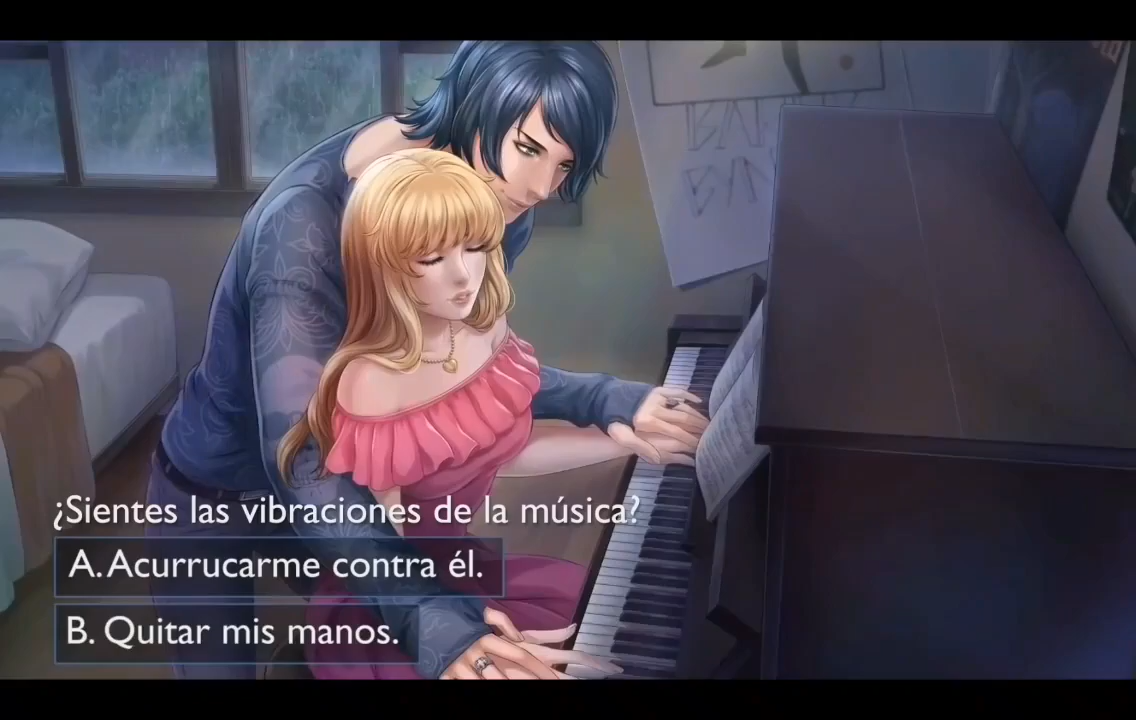 ¿Sientes las vibraciones de la música?
A. Acurrucarme contra él.
B. Quitar mis manos.